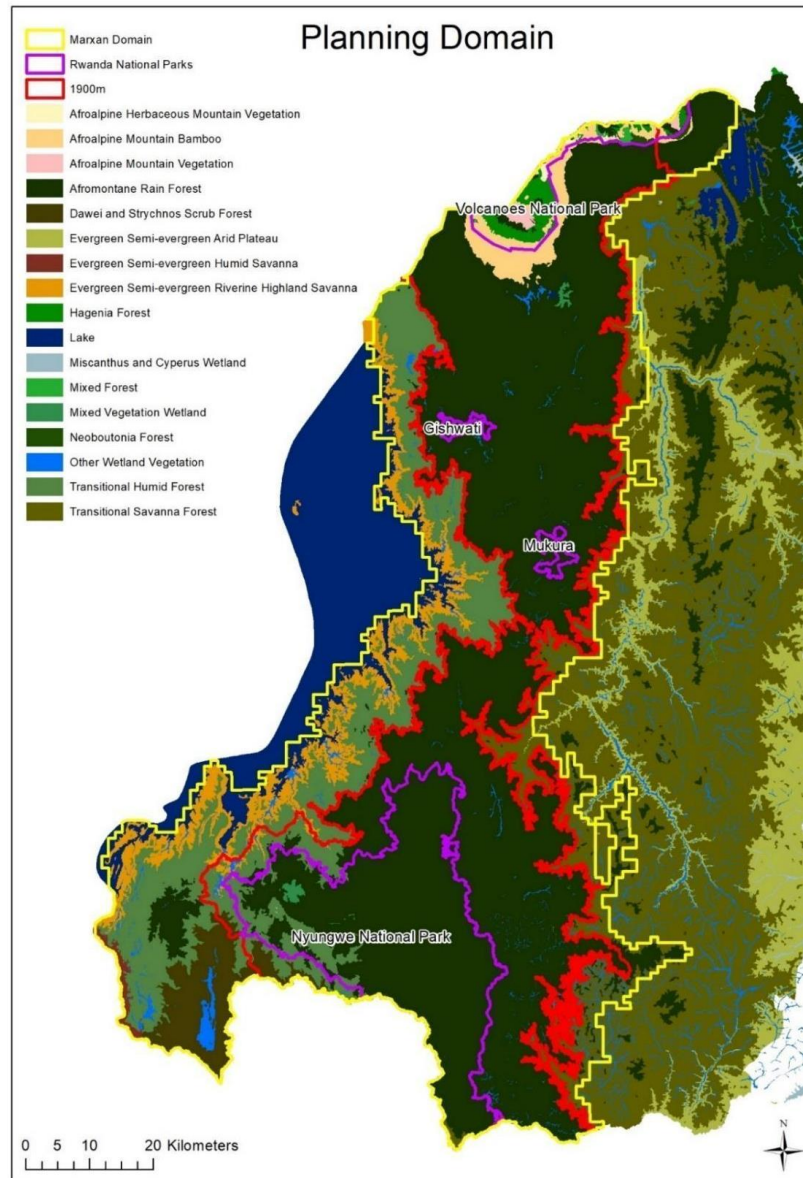 Planning Domain
Marxan Domain
Rwanda National Parks
1900m
Afroalpine Herbaceous Mountain Vegetation
Afroalpine Mountain Bamboo
Afroalpine Mountain Vegetation
Afromontane Rain Forest
Dawei and Strychnos Scrub Forest
Evergreen Semi-evergreen Arid Plateau
Evergreen Semi-evergreen Humid Savanna
Evergreen Semi-evergreen Riverine Highland Savanna
Hagenia Forest
Lake
Miscanthus and Cyperus Wetland
Mixed Forest
Mixed Vegetation Wetland
Neoboutonia Forest
Other Wetland Vegetation
Transitional Humid Forest
Transitional Savanna Forest
Volcanoes National Park
Gishwati
Mukura
Nyungwe National Park
0 5 10 20 Kilometers
N